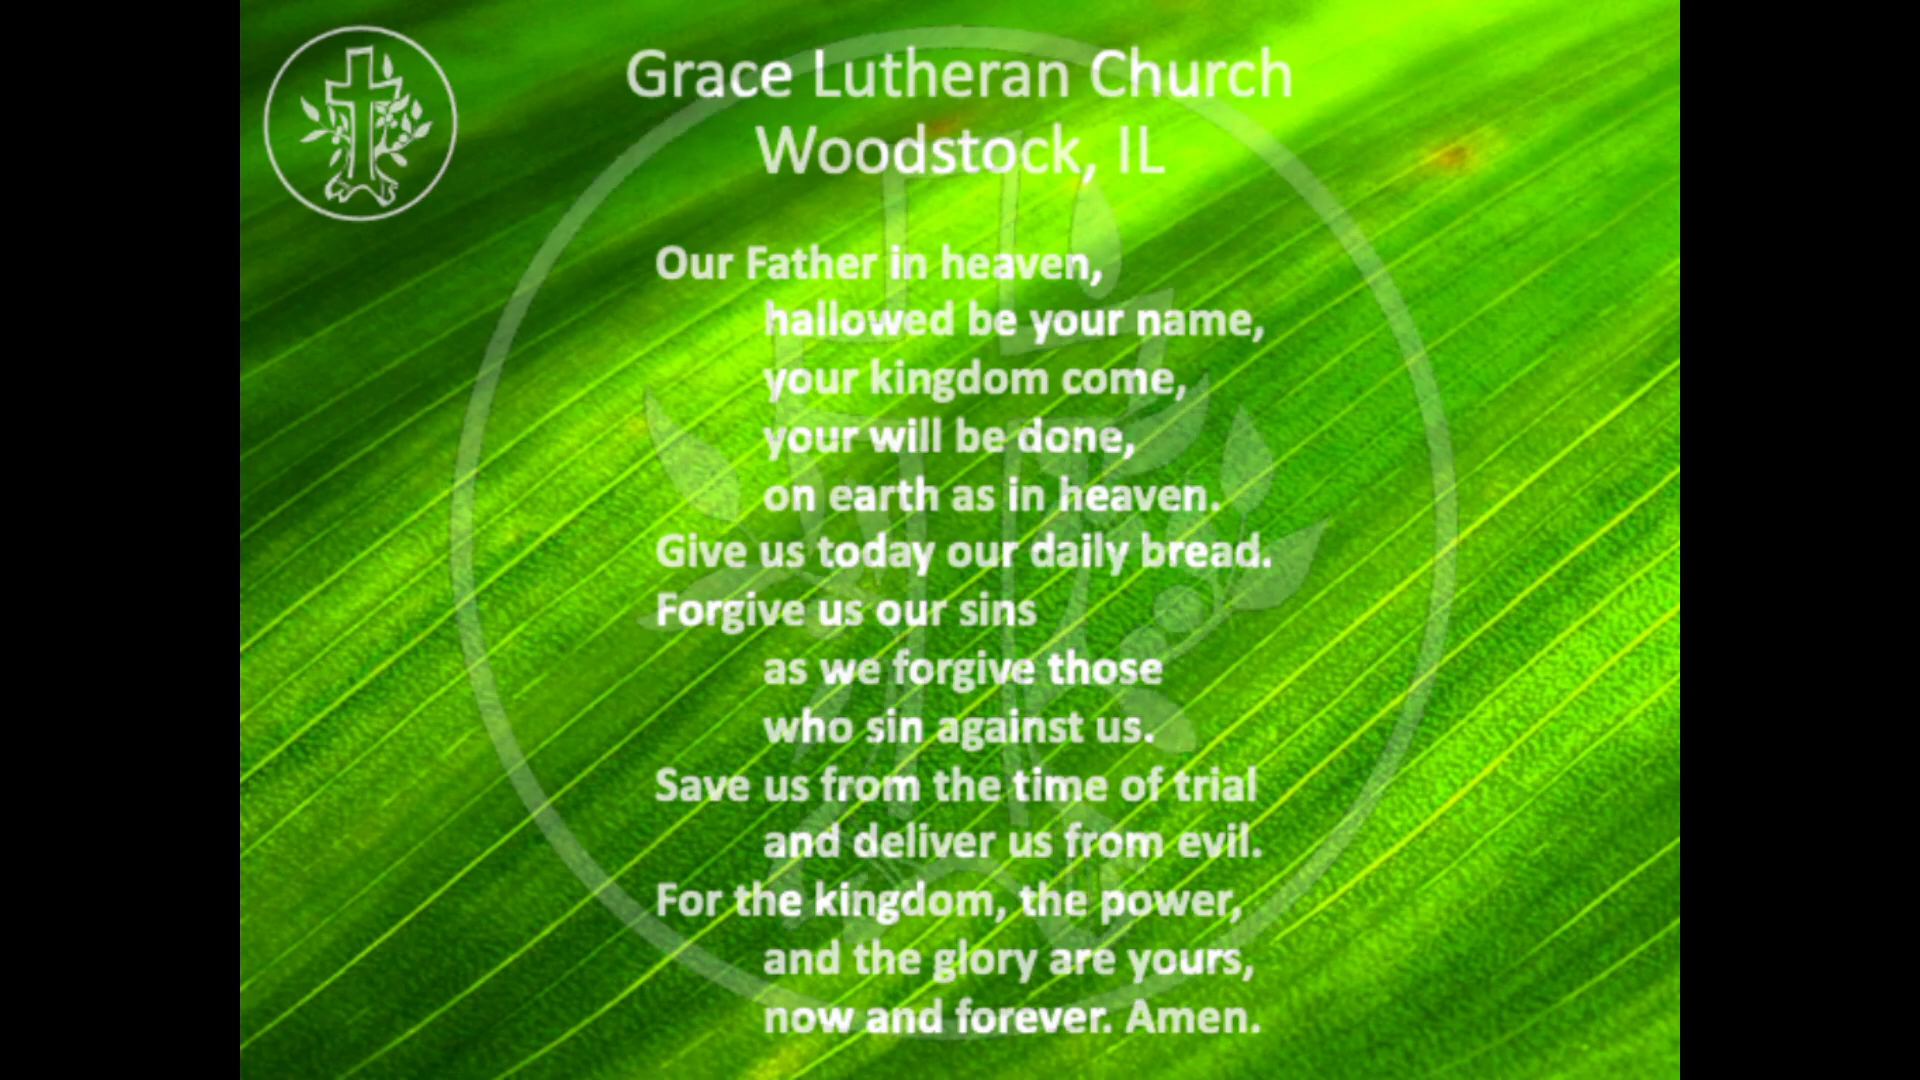 Grace Lutheran Church
Woodstock, IL
Our Father in heaven,
hallowed be your name,
your kingdom come,
your will be done,
on earth as in heaven.
Give us today our daily bread.
Forgive us our sins
as we forgive those
who sin against us.
Save us from the time of trial
and deliver us from evil.
For the kingdom, the power,
and the glory are yours,
now and forever. Amen.